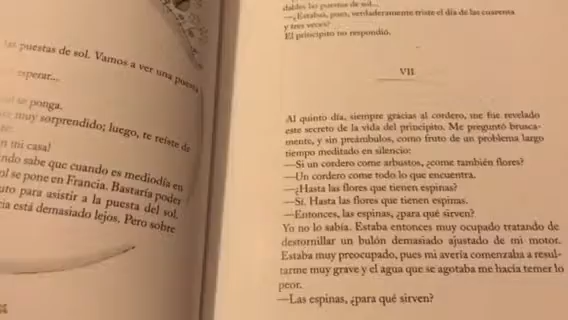 las puestas de sol. Vamos a ver una puesta
esperar...
sol se ponga.
muy sorprendido; luego, te reíste de
n mi casa!
ndo sabe que cuando es mediodía en
ol se pone en Francia. Bastaría poder
uto para asistir a la puesta del sol.
cia está demasiado lejos. Pero sobre
dables las puestas de sol...
—¿Estabas, pues, verdaderamente triste el día de las cuarenta
y tres veces?
El principito no respondió.
VII
Al quinto día, siempre gracias al cordero, me fue revelado
este secreto de la vida del principito. Me preguntó brusca-
mente, y sin preámbulos, como fruto de un problema largo
tiempo meditado en silencio:
—Si un cordero come arbustos, ¿come también flores?
—Un cordero come todo lo que encuentra.
—¿Hasta las flores que tienen espinas?
—Sí. Hasta las flores que tienen espinas.
—Entonces, las espinas, ¿para qué sirven?
Yo no lo sabía. Estaba entonces muy ocupado tratando de
destornillar un bulón demasiado ajustado de mi motor.
Estaba muy preocupado, pues mi avería comenzaba a resul-
tarme muy grave y el agua que se agotaba me hacía temer lo
peor.
—Las espinas, ¿para qué sirven?